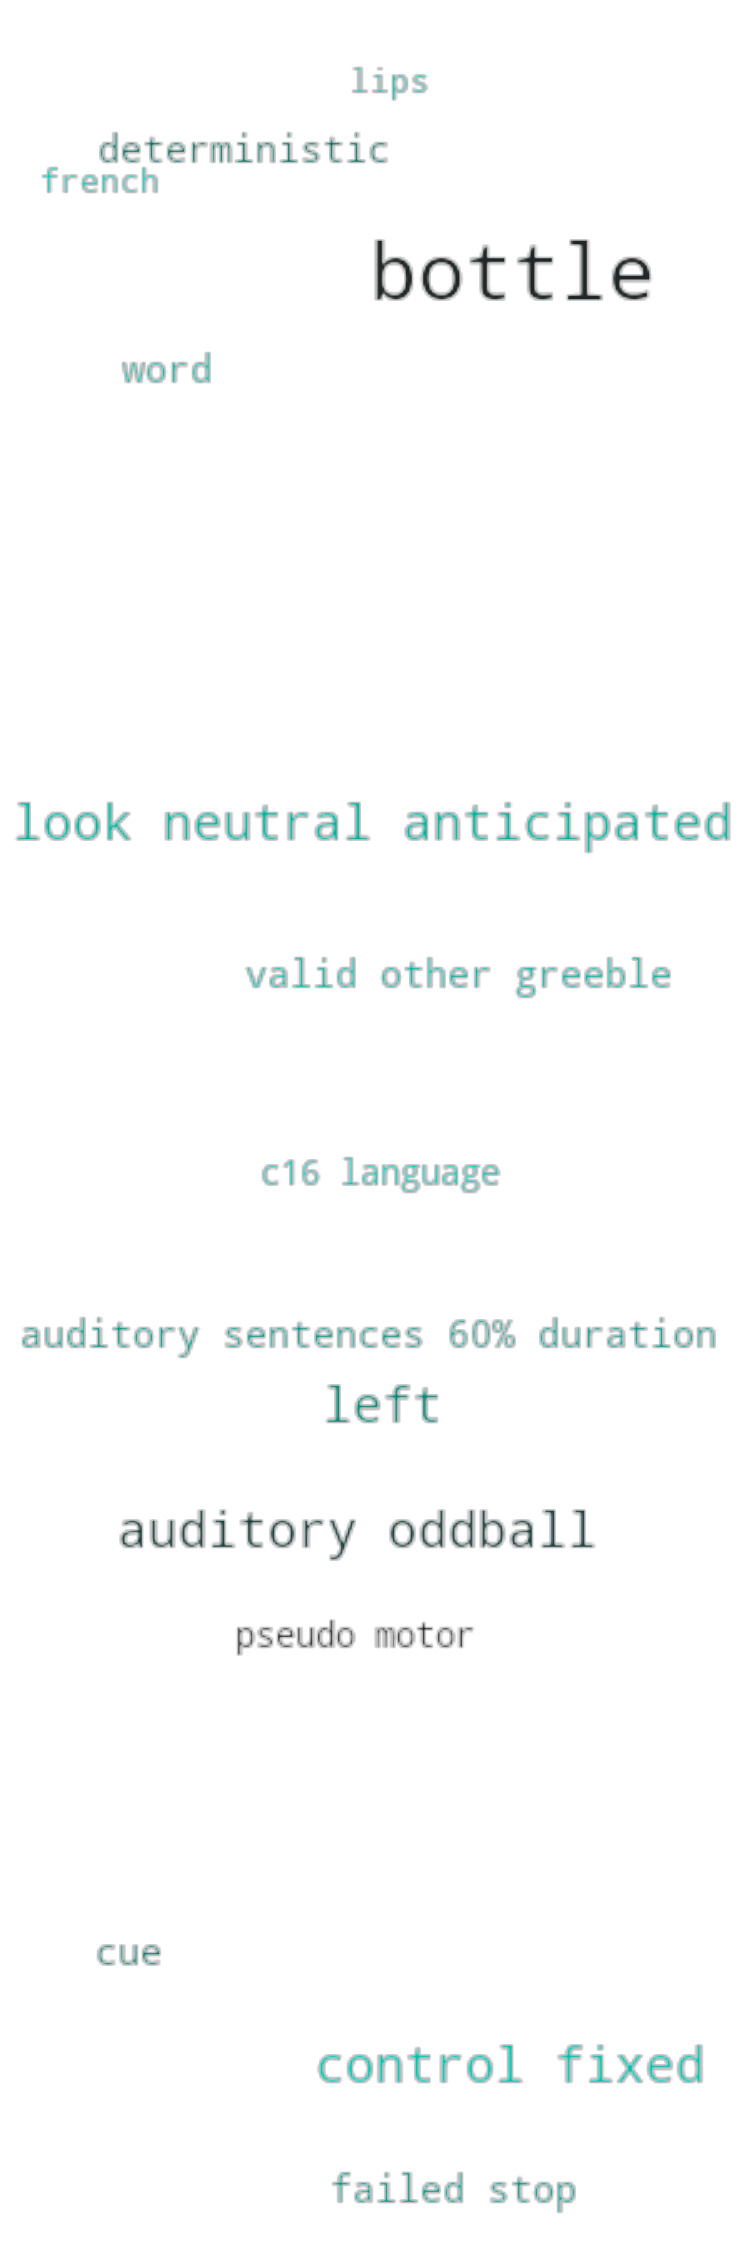 lips
deterministic
french
bottle
word
look neutral anticipated
valid other greeble
c16 language
auditory sentences 60% duration
left
auditory oddball
pseudo motor
cue
control fixed
failed stop